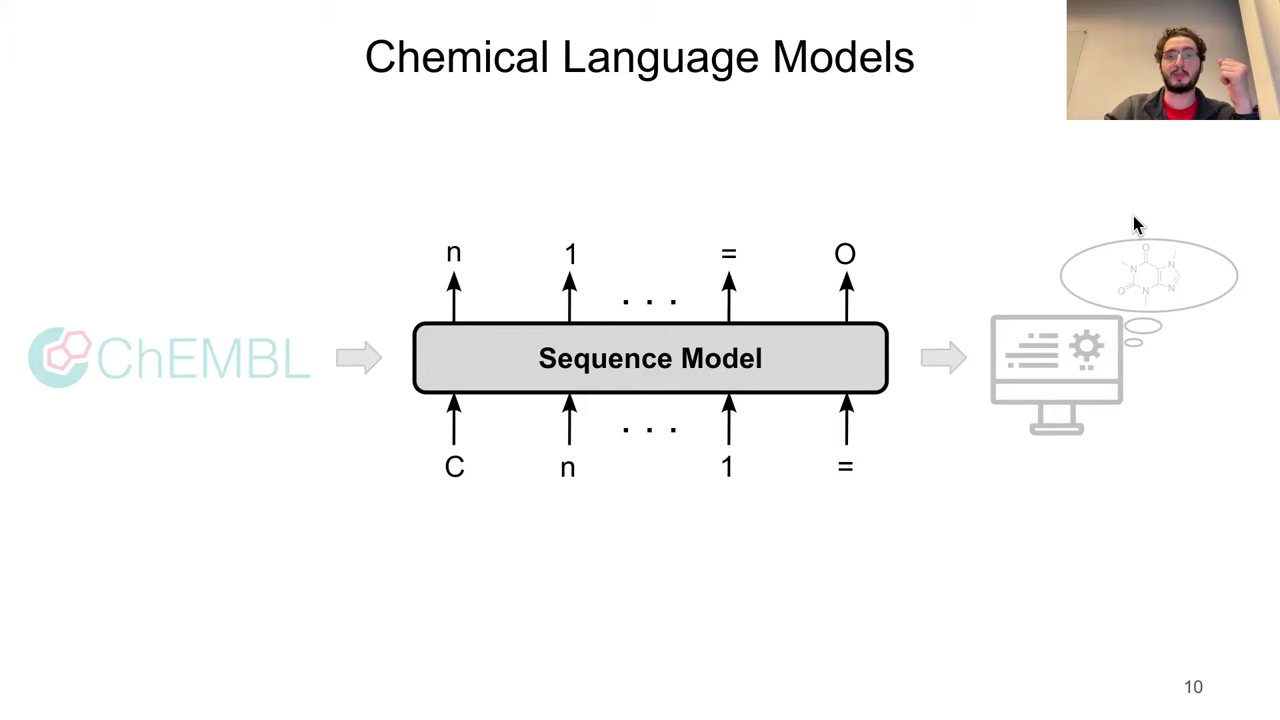 Chemical Language Models
n 1 = O
. . .
ChEMBL
Sequence Model
. . .
C n 1 =
O
N
N
O
N
N
10